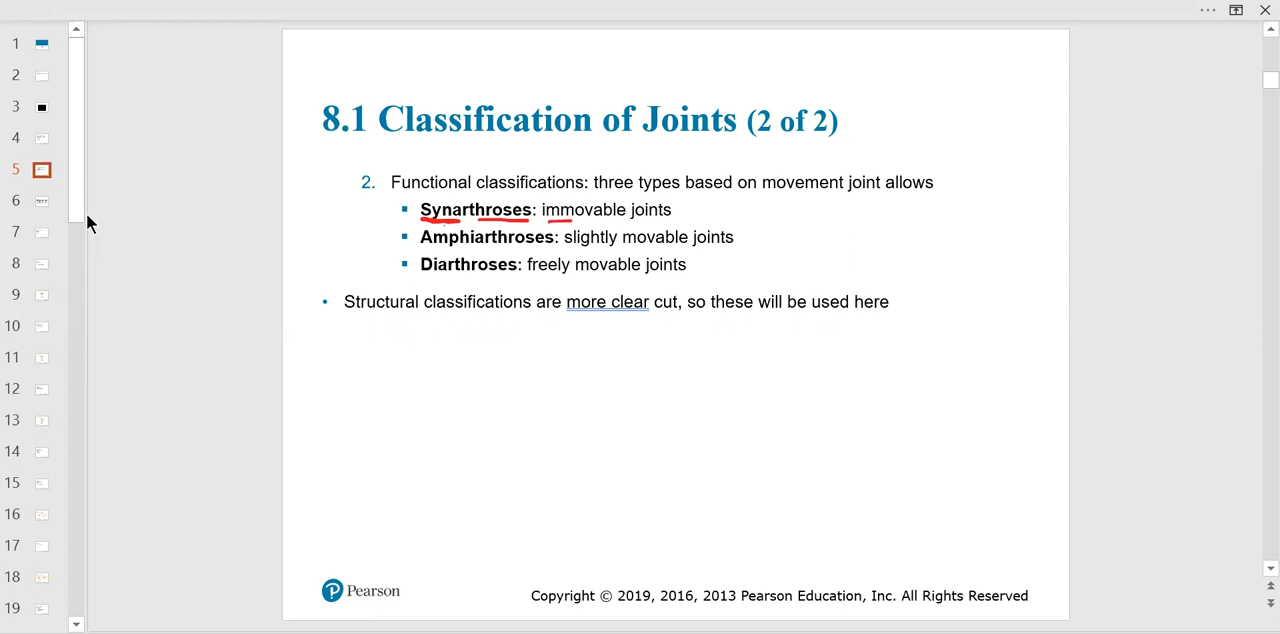 8.1 Classification of Joints (2 of 2)
2. Functional classifications: three types based on movement joint allows
▪ Synarthroses: immovable joints
▪ Amphiarthroses: slightly movable joints
▪ Diarthroses: freely movable joints
• Structural classifications are more clear cut, so these will be used here
Pearson
Copyright © 2019, 2016, 2013 Pearson Education, Inc. All Rights Reserved
1
2
3
4
5
6
7
8
9
10
11
12
13
14
15
16
17
18
19